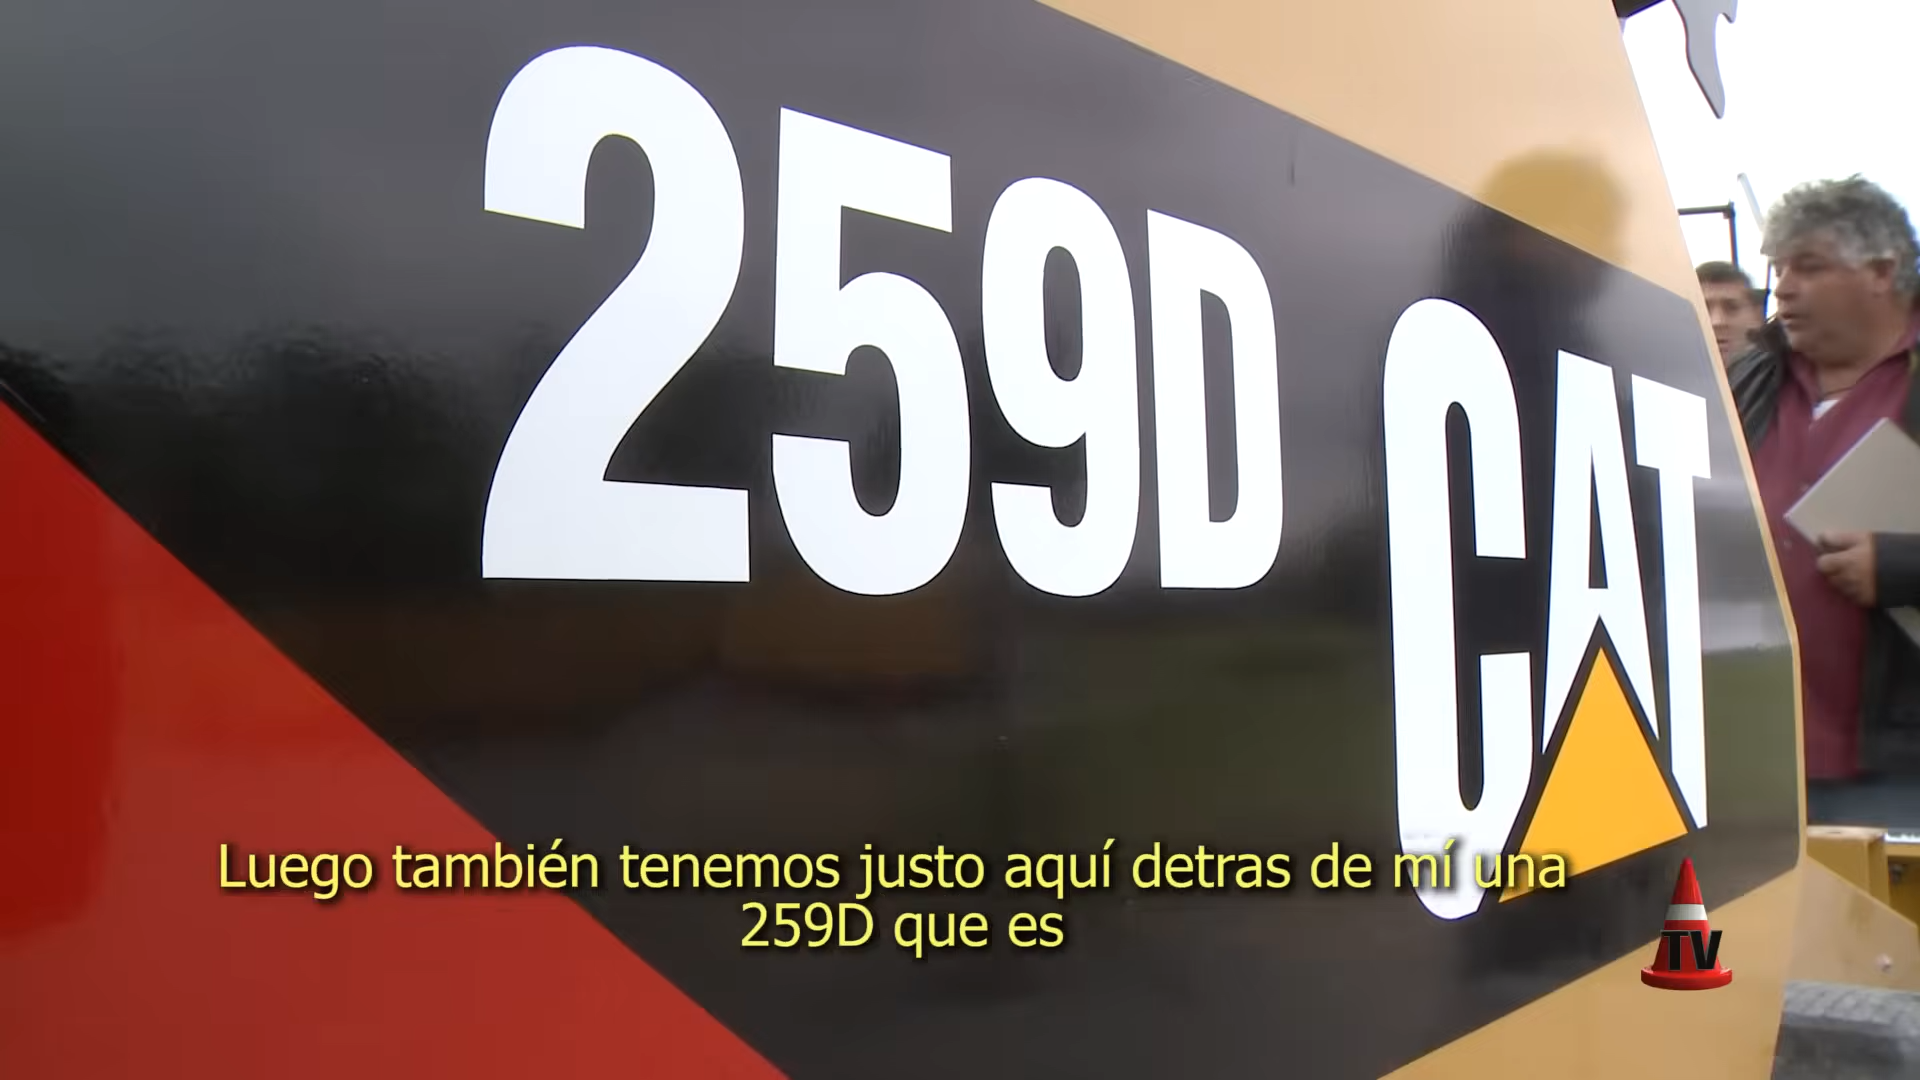 259D
CAT
Luego también tenemos justo aquí detras de mí una
259D que es
TV